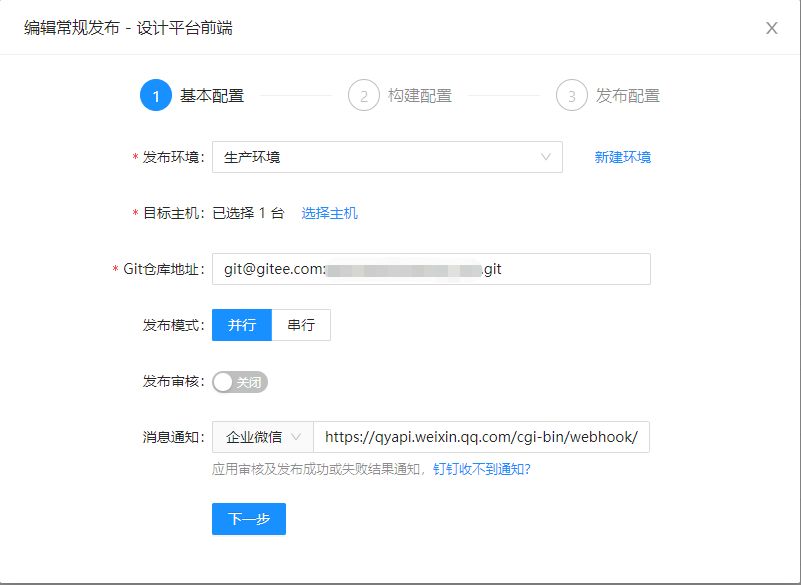 编辑常规发布 - 设计平台前端
1 基本配置 2 构建配置 3 发布配置
* 发布环境: 生产环境 新建环境
* 目标主机: 已选择 1 台 选择主机
* Git仓库地址: git@gitee.com: .git
发布模式: 并行 串行
发布审核: 关闭
消息通知: 企业微信 https://qyapi.weixin.qq.com/cgi-bin/webhook/
应用审核及发布成功或失败结果通知，钉钉收不到通知?
下一步